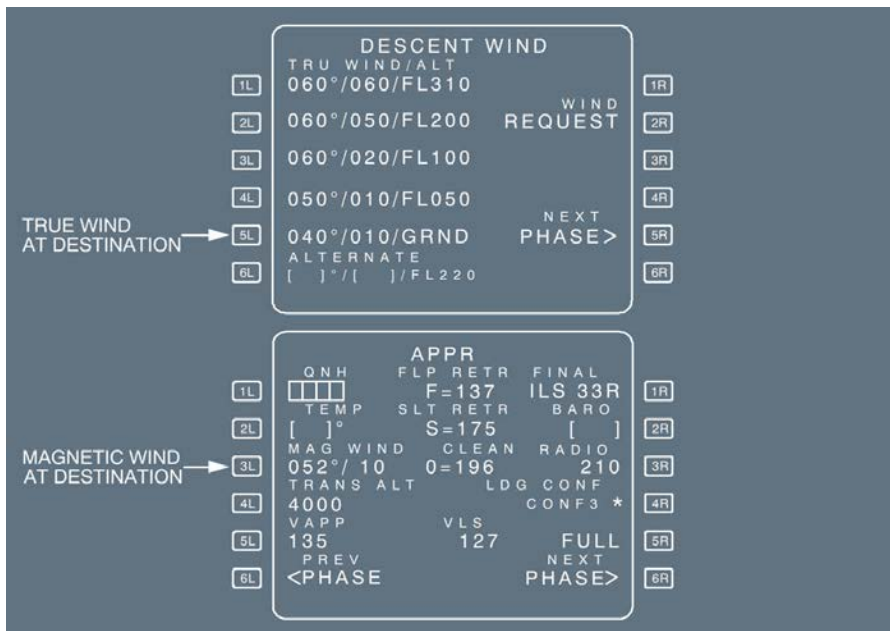 DESCENT WIND
TRU WIND/ALT
1L 060°/060/FL310 1R
WIND
2L 060°/050/FL200 REQUEST 2R
3L 060°/020/FL100 3R
4L 050°/010/FL050 4R
NEXT
TRUE WIND
AT DESTINATION
5L 040°/010/GRND PHASE> 5R
ALTERNATE
6L [ ]°/[ ]/FL220 6R
APPR
QNH FLP RETR FINAL
1L F=137 ILS 33R 1R
TEMP SLT RETR BARO
2L [ ]° S=175 [ ] 2R
MAG WIND CLEAN RADIO
MAGNETIC WIND
AT DESTINATION
3L 052°/ 10 0=196 210 3R
TRANS ALT LDG CONF
4L 4000 CONF3 * 4R
VAPP VLS
5L 135 127 FULL 5R
PREV NEXT
6L <PHASE PHASE> 6R